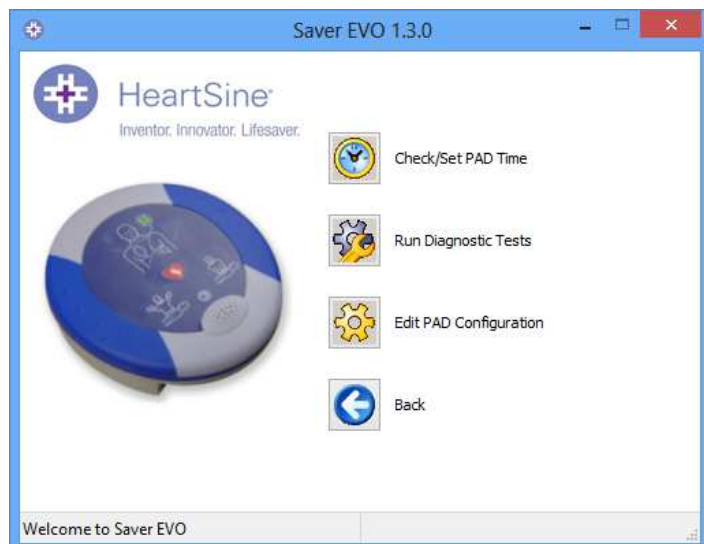 Saver EVO 1.3.0
HeartSine
Inventor. Innovator. Lifesaver.
Check/Set PAD Time
Run Diagnostic Tests
Edit PAD Configuration
Back
Welcome to Saver EVO